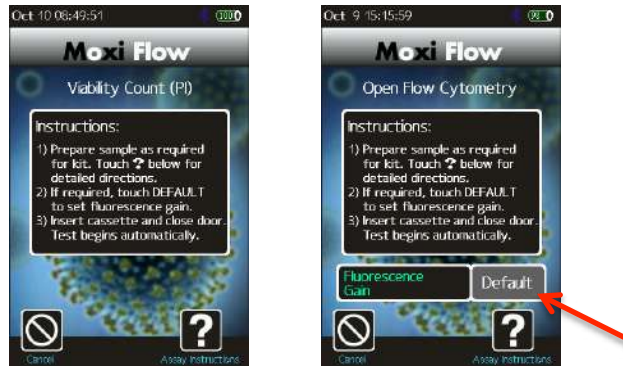 Oct 10 08:49:51
100
Moxi Flow
Viability Count (PI)
Instructions:
1) Prepare sample as required
for kit. Touch ? below for
detailed directions.
2) If required, touch DEFAULT
to set fluorescence gain.
3) Insert cassette and close door.
Test begins automatically.
?
Cancel
Assay Instructions
Oct 9 15:15:59
Moxi Flow
Open Flow Cytometry
Instructions:
1) Prepare sample as required
for kit. Touch ? below for
detailed directions.
2) If required, touch DEFAULT
to set fluorescence gain.
3) Insert cassette and close door.
Test begins automatically.
Fluorescence
Gain
Default
?
Cancel
Assay Instructions